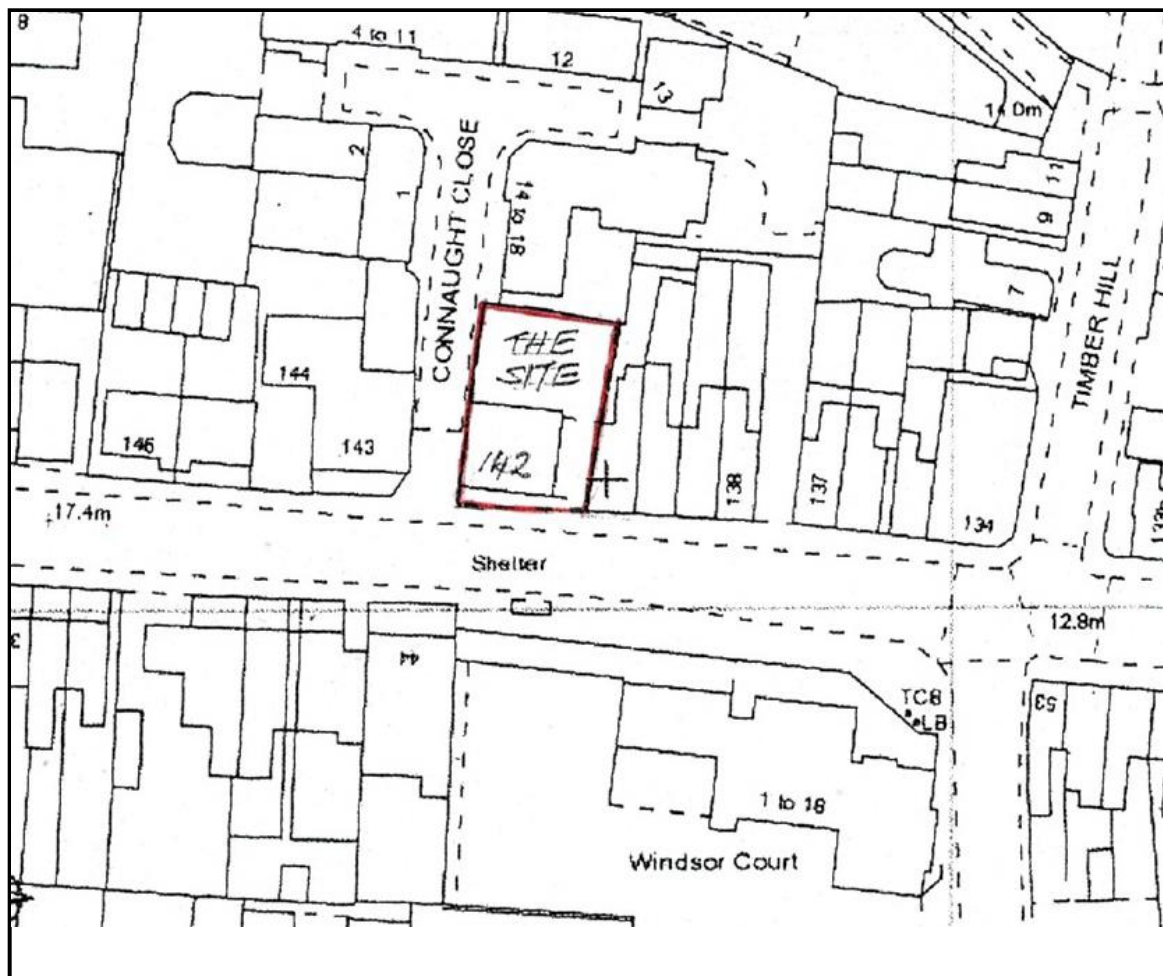 8
4 to 11
12
13
14.0m
2
1
CONNAUGHT CLOSE
14 to 18
11
9
7
TIMBER HILL
THE
SITE
144
146
143
142
138
137
134
17.4m
Shelter
12.8m
44
TCB
LB
53
1 to 18
Windsor Court